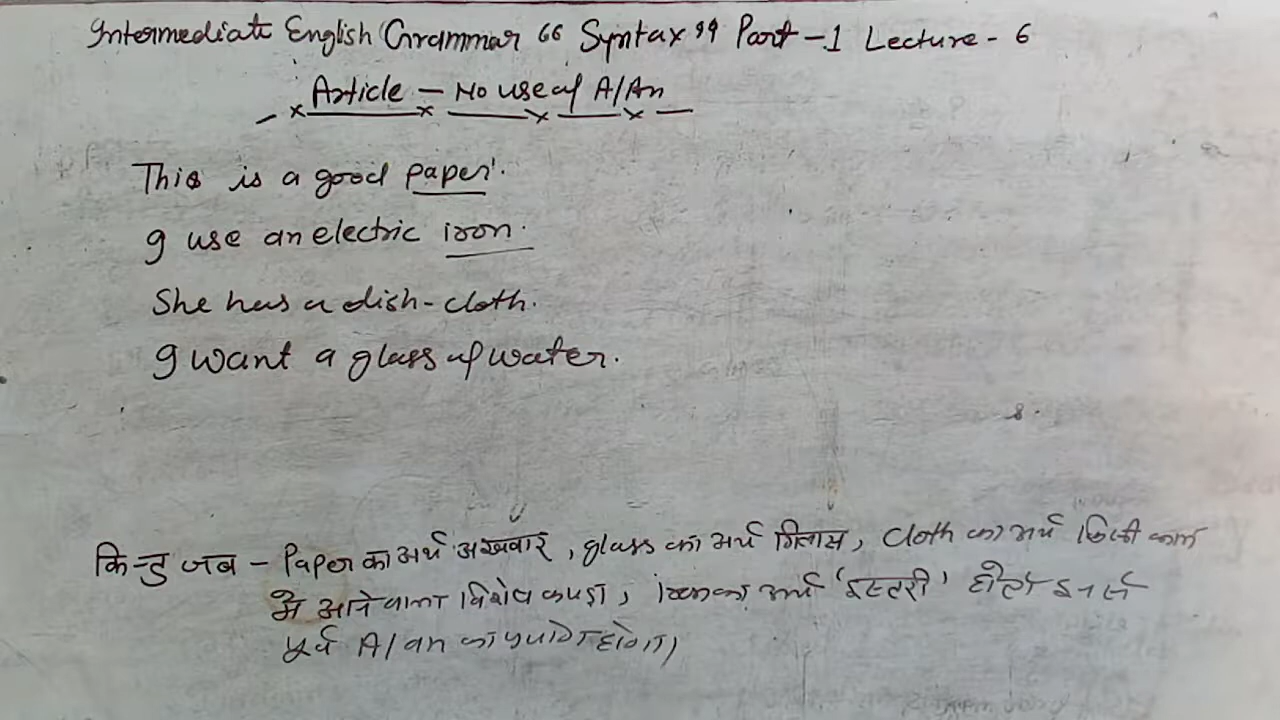 Intermediate English Grammar "Syntax" Part-1 Lecture-6
Article - No use of A/An
This is a good paper.
I use an electric iron.
She has a dish-cloth.
I want a glass of water.
किन्तु जब - Paper का अर्थ अखबार, glass का अर्थ गिलास, cloth का अर्थ किसी काम
मे आने वाला विशेष कपड़ा, का अर्थ 'इस्तरी' हो तो इनसे
पूर्व A/an का प्रयोग होगा।